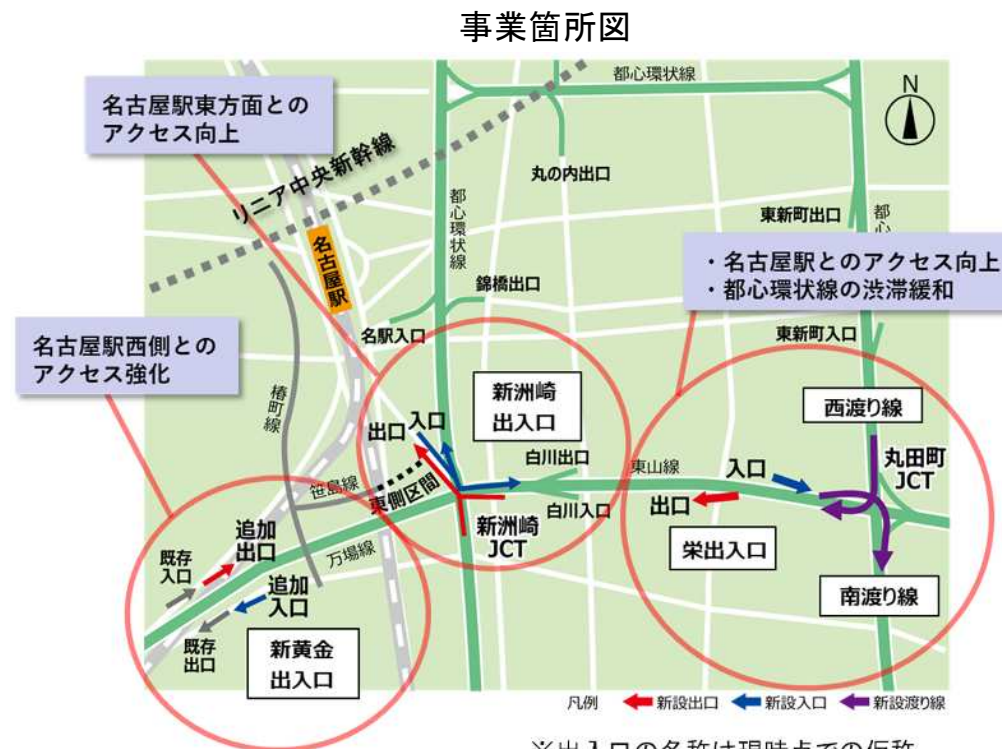 事業箇所図
名古屋駅東方面との
アクセス向上
都心環状線
N
リニア中央新幹線
丸の内出口
都心環状線
東新町出口
都心
名古屋駅
・名古屋駅とのアクセス向上
・都心環状線の渋滞緩和
錦橋出口
名駅入口
東新町入口
名古屋駅西側との
アクセス強化
椿町線
新洲崎
出入口
西渡り線
出口
入口
白川出口
東山線
入口
丸田町
JCT
笹島線
東側区間
白川入口
出口
新洲崎
JCT
栄出入口
追加
出口
既存
入口
万場線
追加
入口
南渡り線
既存
出口
新黄金
出入口
凡例
新設出口
新設入口
新設渡り線